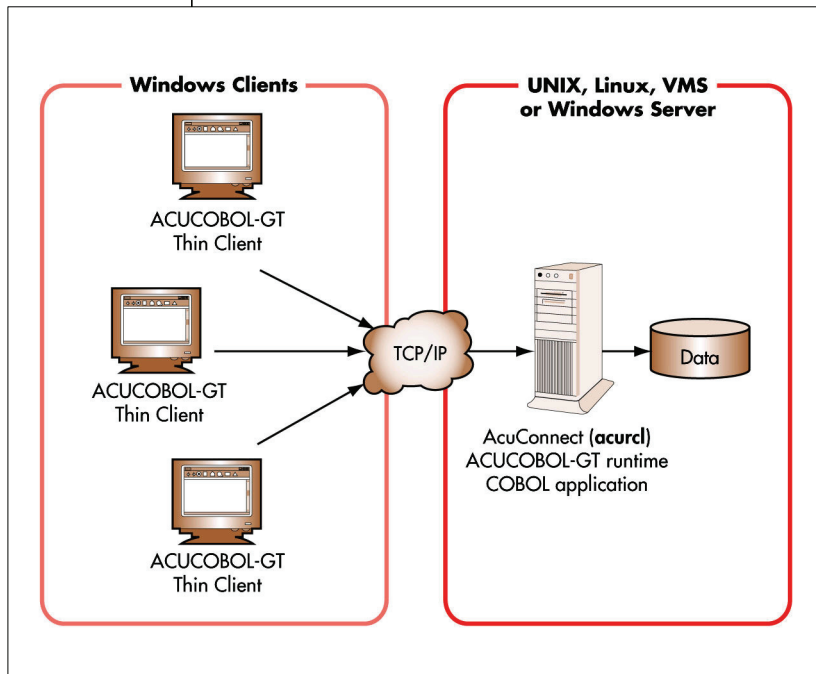 Windows Clients
UNIX, Linux, VMS
or Windows Server
ACUCOBOL-GT
Thin Client
ACUCOBOL-GT
Thin Client
ACUCOBOL-GT
Thin Client
TCP/IP
AcuConnect (acurcl)
ACUCOBOL-GT runtime
COBOL application
Data